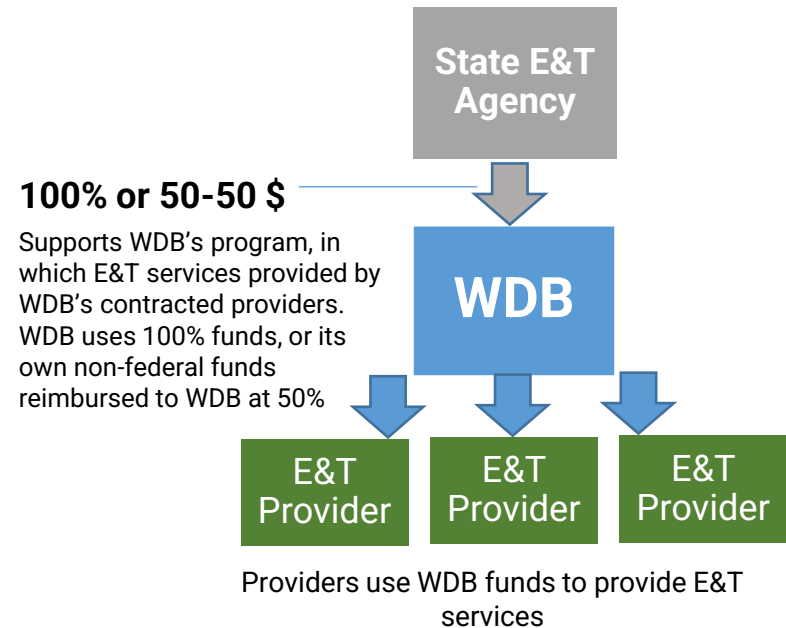 State E&T
Agency
100% or 50-50 $
Supports WDB’s program, in
which E&T services provided by
WDB’s contracted providers.
WDB uses 100% funds, or its
own non-federal funds
reimbursed to WDB at 50%
WDB
E&T
Provider
E&T
Provider
E&T
Provider
Providers use WDB funds to provide E&T
services